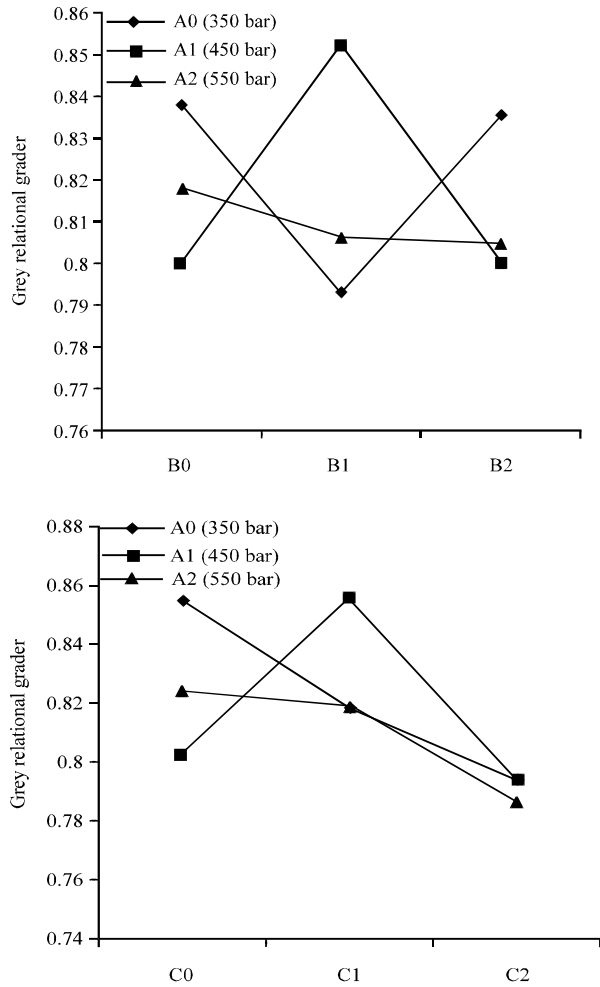 0.86
A0 (350 bar)
0.85
A1 (450 bar)
0.84
A2 (550 bar)
0.83
0.82
0.81
0.8
0.79
0.78
0.77
0.76
Grey relational grader
B0 B1 B2
0.88
A0 (350 bar)
A1 (450 bar)
0.86
A2 (550 bar)
0.84
0.82
0.8
0.78
0.76
0.74
Grey relational grader
C0 C1 C2